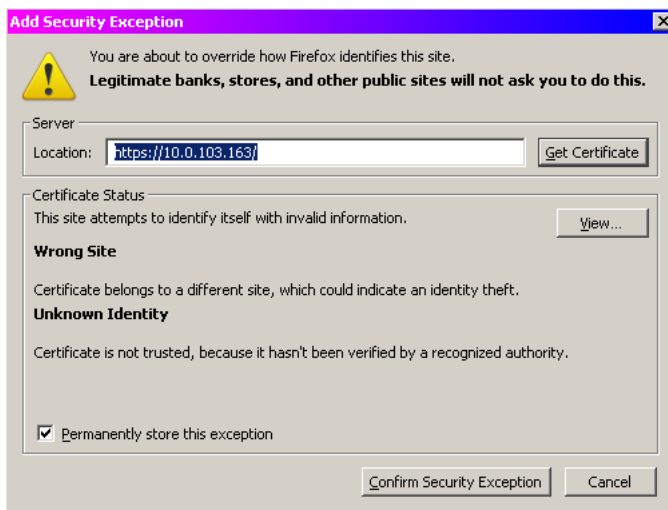 Add Security Exception
You are about to override how Firefox identifies this site.
Legitimate banks, stores, and other public sites will not ask you to do this.
Server
Location: https://10.0.103.163/ Get Certificate
Certificate Status
This site attempts to identify itself with invalid information. View...
Wrong Site
Certificate belongs to a different site, which could indicate an identity theft.
Unknown Identity
Certificate is not trusted, because it hasn't been verified by a recognized authority.
Permanently store this exception
Confirm Security Exception Cancel